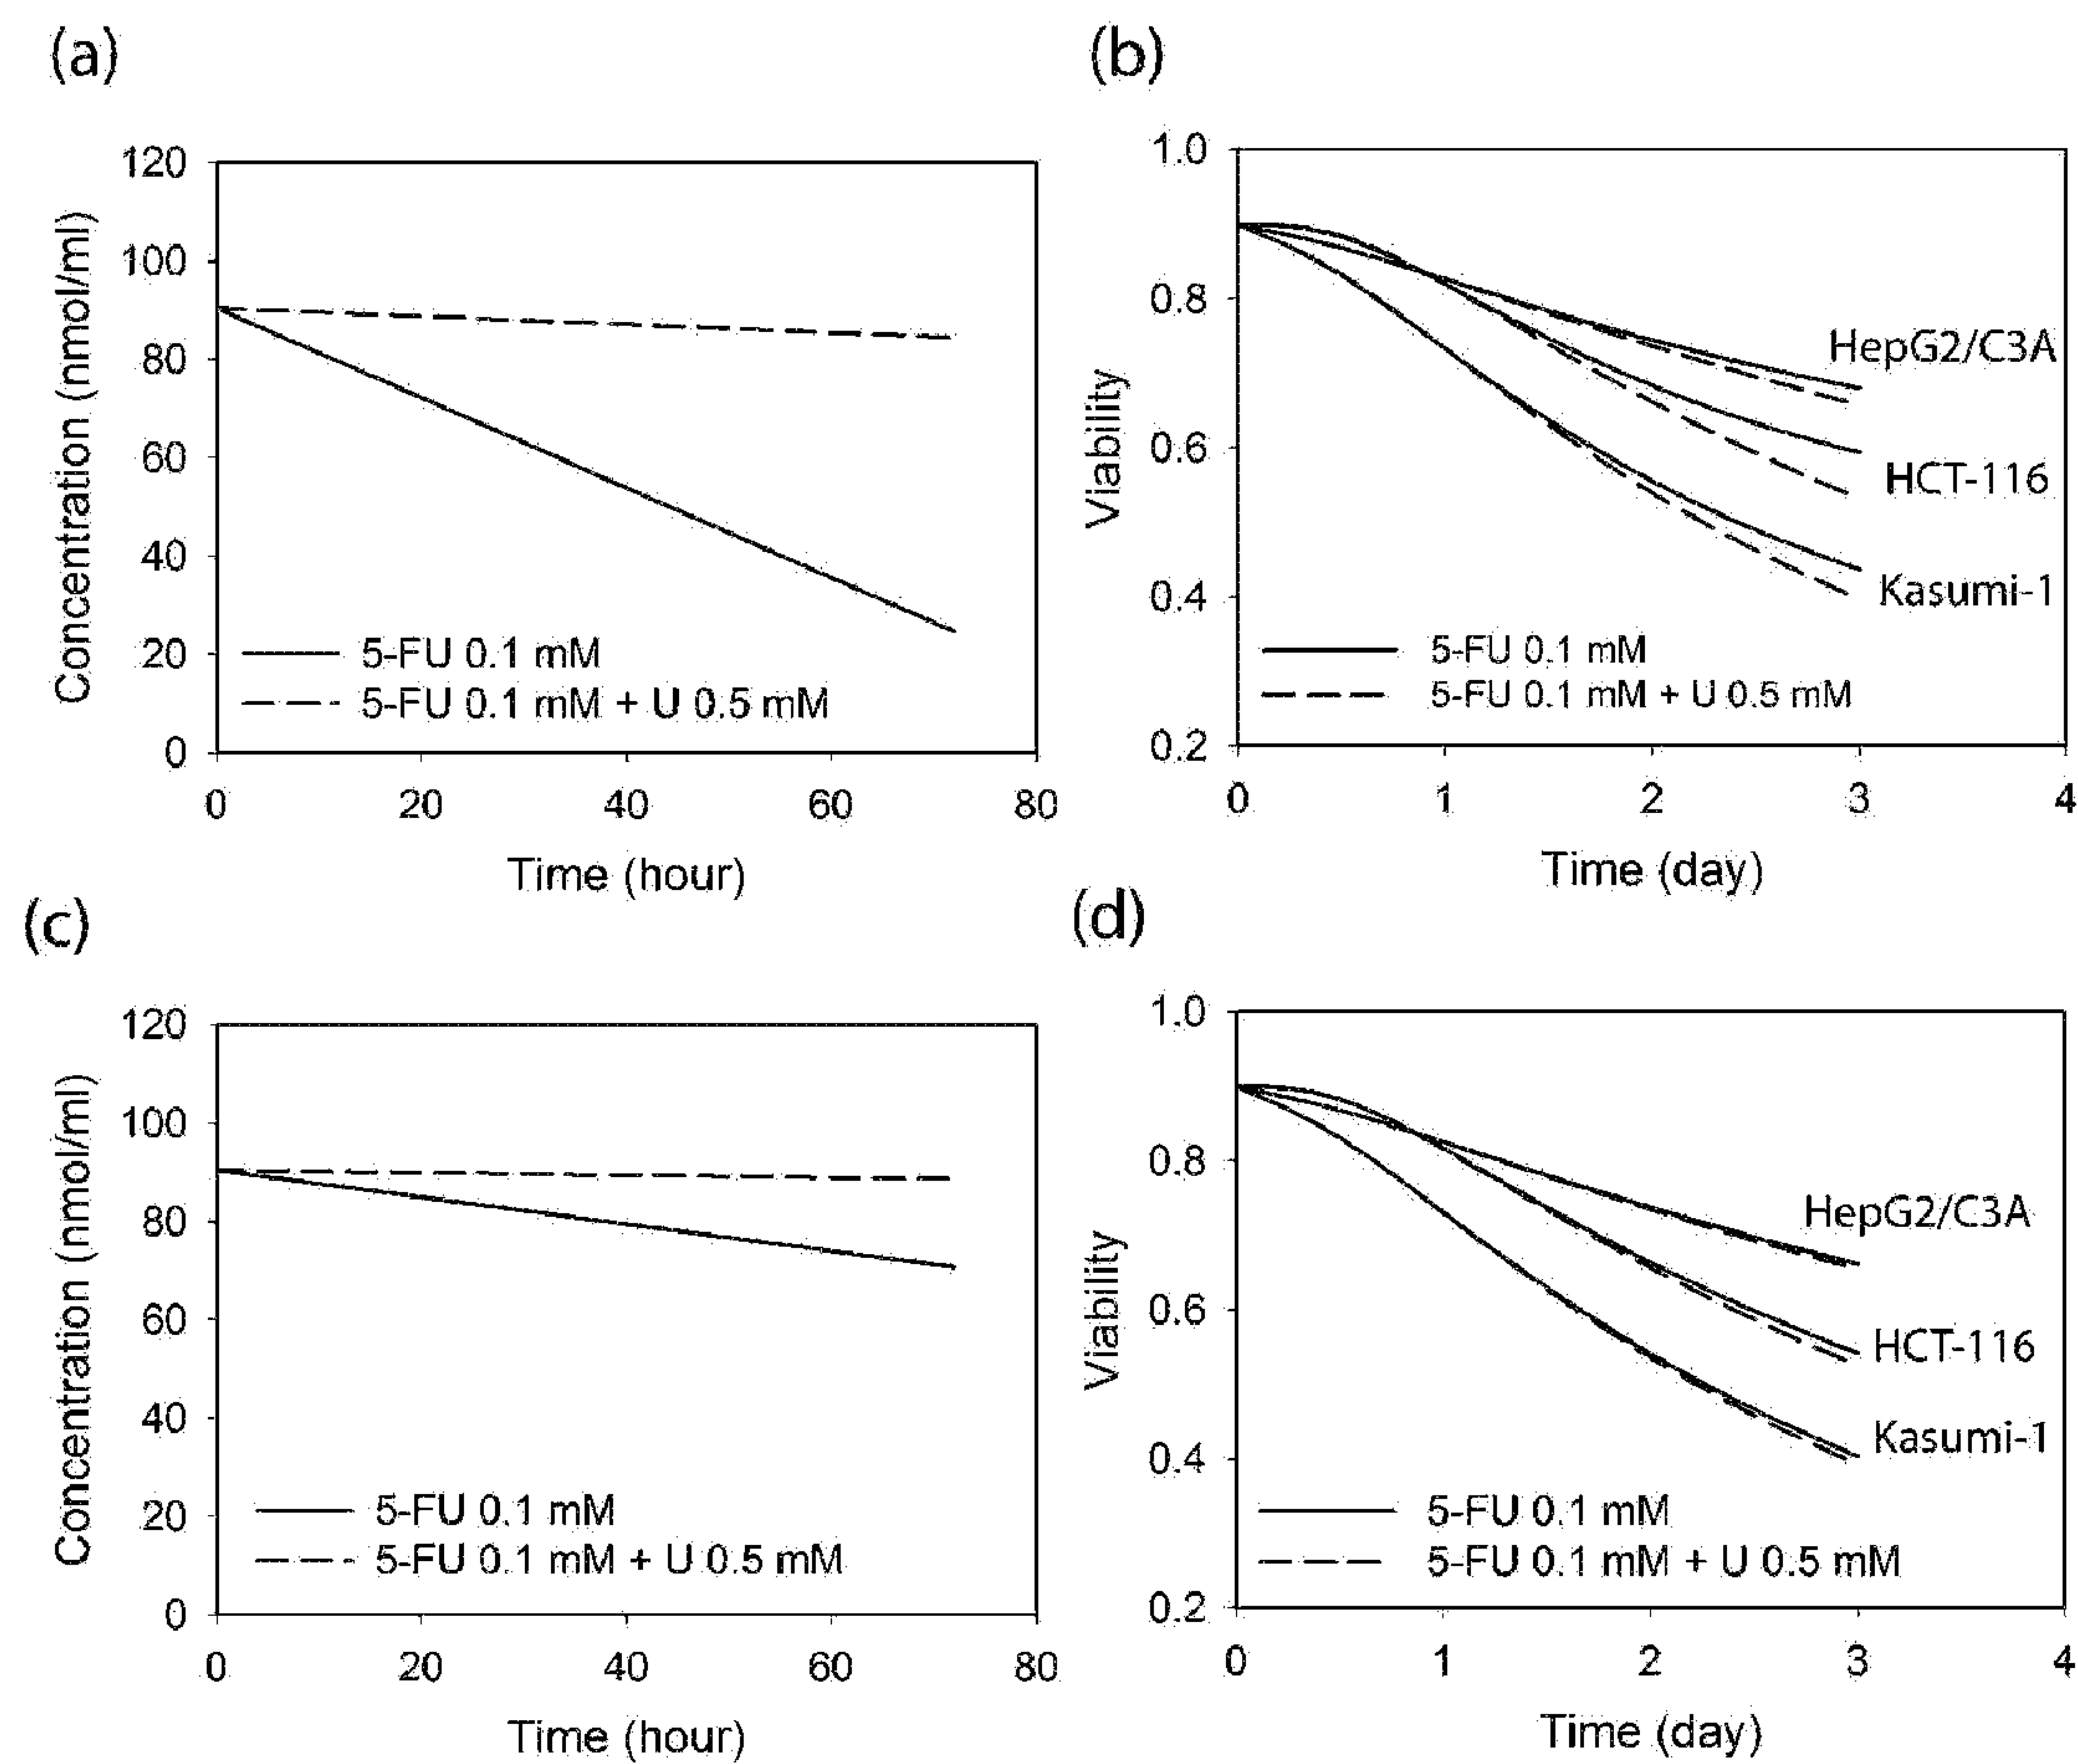 (a)
Concentration (nmol/ml)
120
100
80
60
40
20
0
5-FU 0.1 mM
5-FU 0.1 mM + U 0.5 mM
0 20 40 60 80
Time (hour)
(b)
Viability
1.0
0.8
0.6
0.4
0.2
HepG2/C3A
HCT-116
Kasumi-1
5-FU 0.1 mM
5-FU 0.1 mM + U 0.5 mM
0 1 2 3 4
Time (day)
(c)
Concentration (nmol/ml)
120
100
80
60
40
20
0
5-FU 0.1 mM
5-FU 0.1 mM + U 0.5 mM
0 20 40 60 80
Time (hour)
(d)
Viability
1.0
0.8
0.6
0.4
0.2
HepG2/C3A
HCT-116
Kasumi-1
5-FU 0.1 mM
5-FU 0.1 mM + U 0.5 mM
0 1 2 3 4
Time (day)